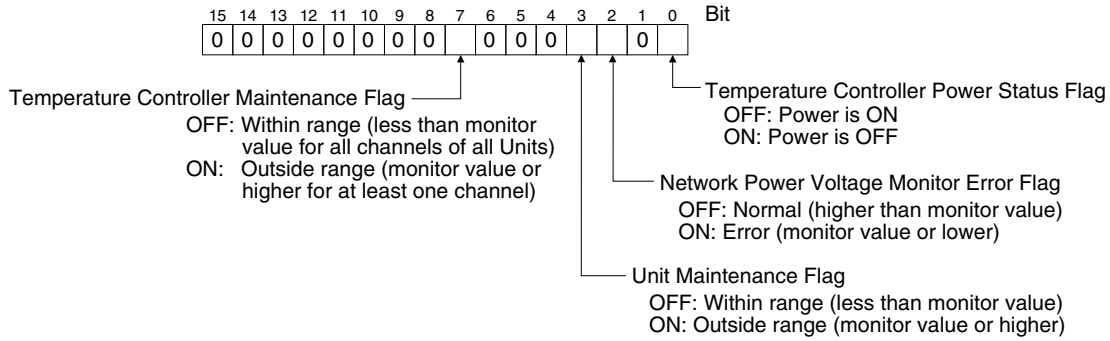 15 14 13 12 11 10 9 8 7 6 5 4 3 2 1 0 Bit
0 0 0 0 0 0 0 0 0 0 0 0
Temperature Controller Maintenance Flag
OFF: Within range (less than monitor
value for all channels of all Units)
ON: Outside range (monitor value or
higher for at least one channel)
Temperature Controller Power Status Flag
OFF: Power is ON
ON: Power is OFF
Network Power Voltage Monitor Error Flag
OFF: Normal (higher than monitor value)
ON: Error (monitor value or lower)
Unit Maintenance Flag
OFF: Within range (less than monitor value)
ON: Outside range (monitor value or higher)